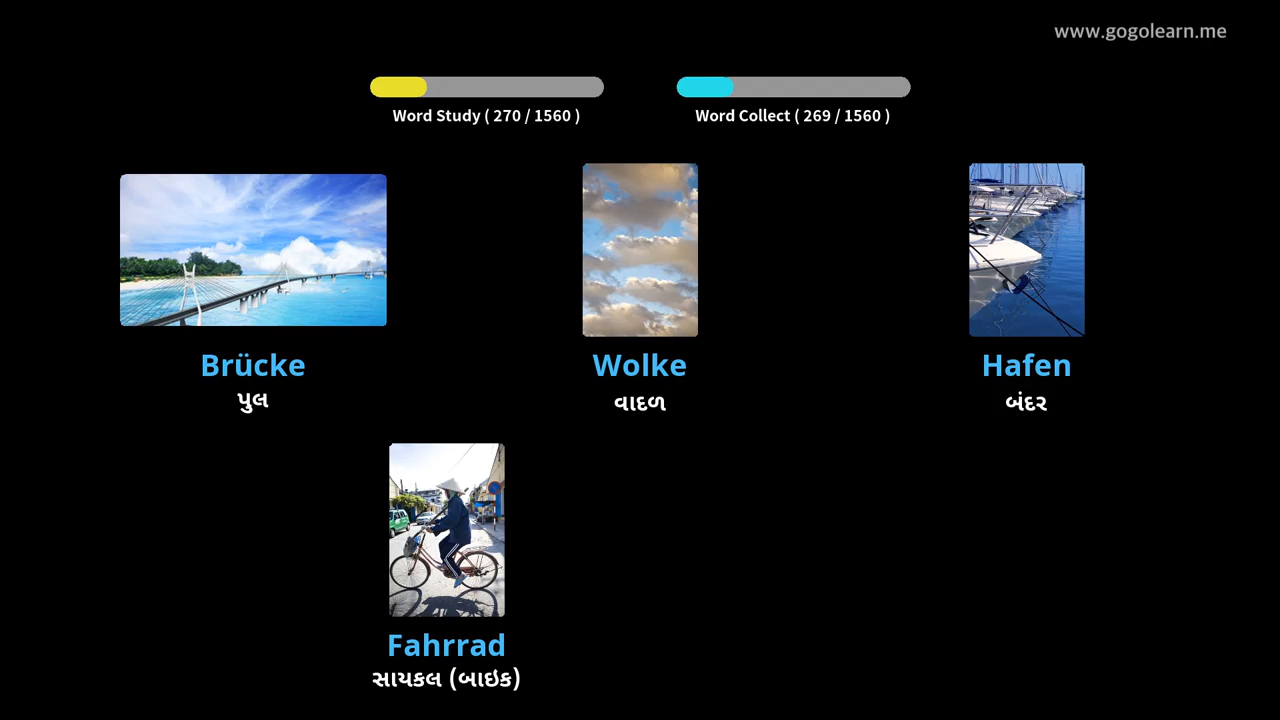 www.gogolearn.me
Word Study ( 270 / 1560 )
Word Collect ( 269 / 1560 )
Brücke
પુલ
Wolke
વાદળ
Hafen
બંદર
Fahrrad
સાયકલ (બાઇક)